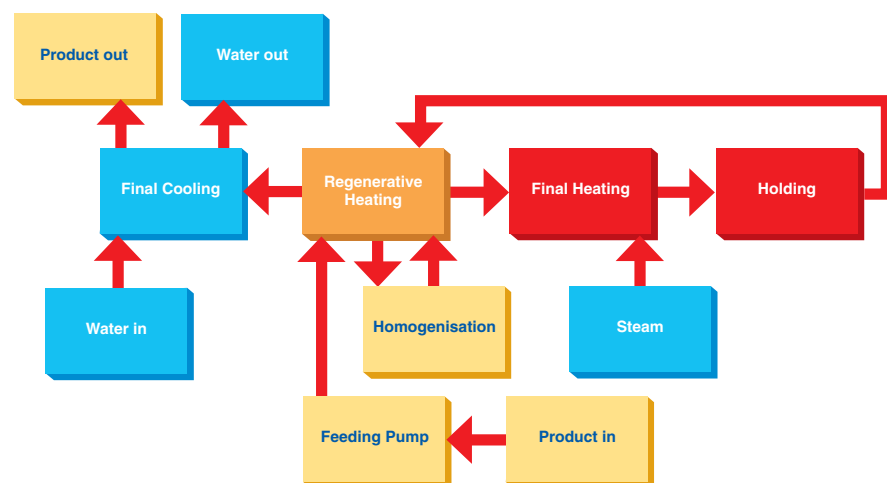 Product out
Water out
Final Cooling
Regenerative
Heating
Final Heating
Holding
Water in
Homogenisation
Steam
Feeding Pump
Product in